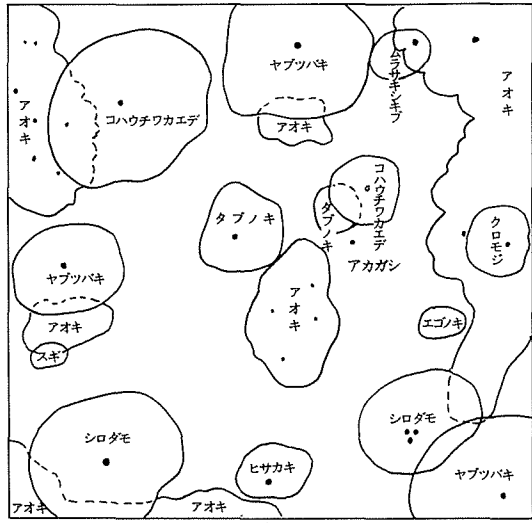 ヤブツバキ
ムラサキシキブ
アオキ
アオキ
コハウチワカエデ
アオキ
コハウチワカエデ
タブノキ
タブノキ
クロモジ
アカガシ
ヤブツバキ
アオキ
アオキ
エゴノキ
スギ
シロダモ
シロダモ
ヒサカキ
ヤブツバキ
アオキ
アオキ